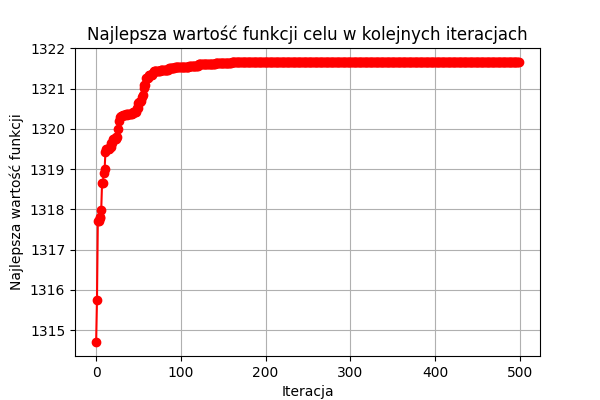 Najlepsza wartość funkcji celu w kolejnych iteracjach
Najlepsza wartość funkcji
1322
1321
1320
1319
1318
1317
1316
1315
0 100 200 300 400 500
Iteracja